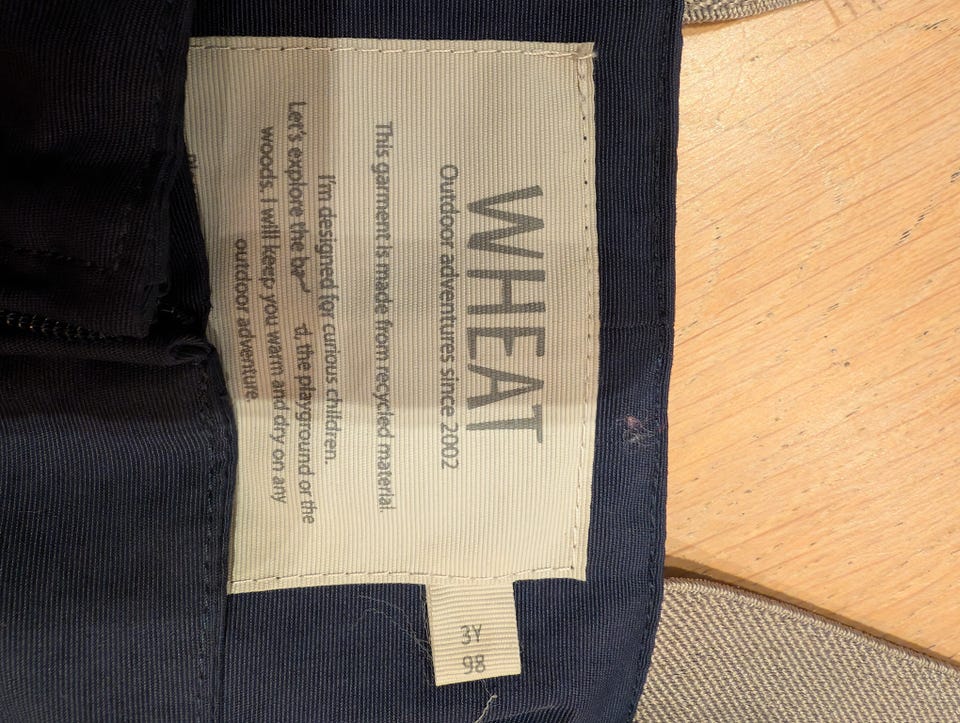 WHEAT
Outdoor adventures since 2002
This garment is made from recycled material.
I'm designed for curious children.
Let's explore the the playground or the
woods. I will keep you warm and dry on any
outdoor adventure.
3Y
98